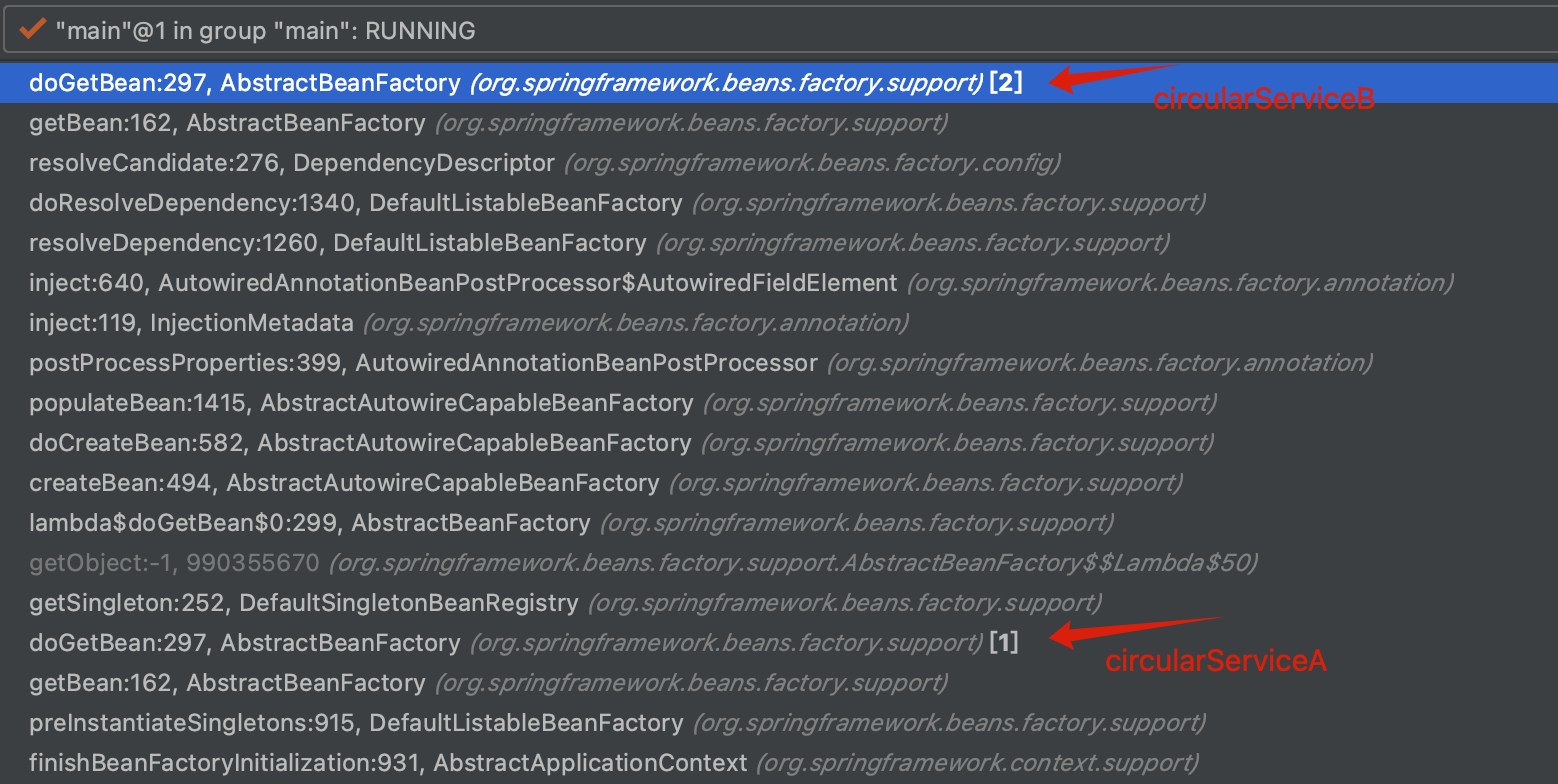 "main"@1 in group "main": RUNNING
doGetBean:297, AbstractBeanFactory (org.springframework.beans.factory.support) [2]
circularServiceB
getBean:162, AbstractBeanFactory (org.springframework.beans.factory.support)
resolveCandidate:276, DependencyDescriptor (org.springframework.beans.factory.config)
doResolveDependency:1340, DefaultListableBeanFactory (org.springframework.beans.factory.support)
resolveDependency:1260, DefaultListableBeanFactory (org.springframework.beans.factory.support)
inject:640, AutowiredAnnotationBeanPostProcessor$AutowiredFieldElement (org.springframework.beans.factory.annotation)
inject:119, InjectionMetadata (org.springframework.beans.factory.annotation)
postProcessProperties:399, AutowiredAnnotationBeanPostProcessor (org.springframework.beans.factory.annotation)
populateBean:1415, AbstractAutowireCapableBeanFactory (org.springframework.beans.factory.support)
doCreateBean:582, AbstractAutowireCapableBeanFactory (org.springframework.beans.factory.support)
createBean:494, AbstractAutowireCapableBeanFactory (org.springframework.beans.factory.support)
lambda$doGetBean$0:299, AbstractBeanFactory (org.springframework.beans.factory.support)
getObject:-1, 990355670 (org.springframework.beans.factory.support.AbstractBeanFactory$$Lambda$50)
getSingleton:252, DefaultSingletonBeanRegistry (org.springframework.beans.factory.support)
doGetBean:297, AbstractBeanFactory (org.springframework.beans.factory.support) [1]
circularServiceA
getBean:162, AbstractBeanFactory (org.springframework.beans.factory.support)
preInstantiateSingletons:915, DefaultListableBeanFactory (org.springframework.beans.factory.support)
finishBeanFactoryInitialization:931, AbstractApplicationContext (org.springframework.context.support)